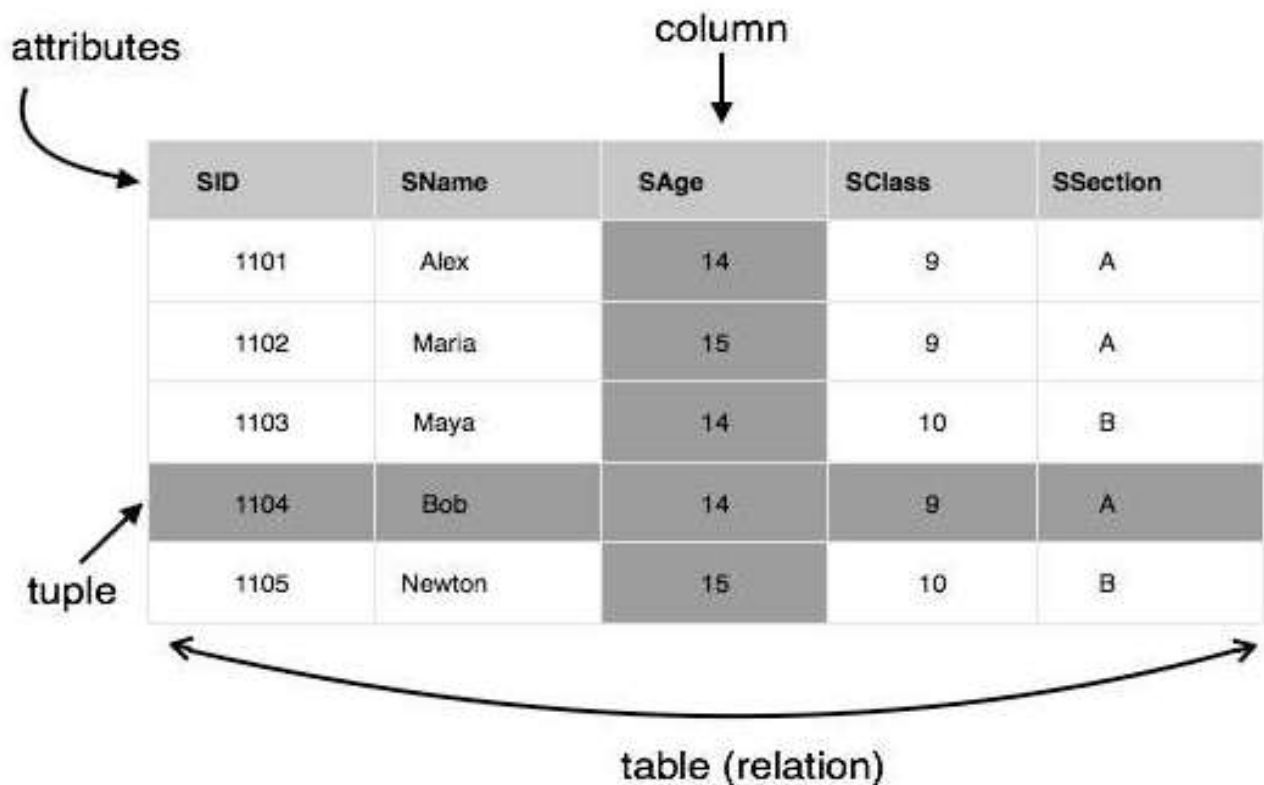 column
attributes
SID SName SAge SClass SSection
1101 Alex 14 9 A
1102 Maria 15 9 A
1103 Maya 14 10 B
1104 Bob 14 9 A
tuple
1105 Newton 15 10 B
table (relation)